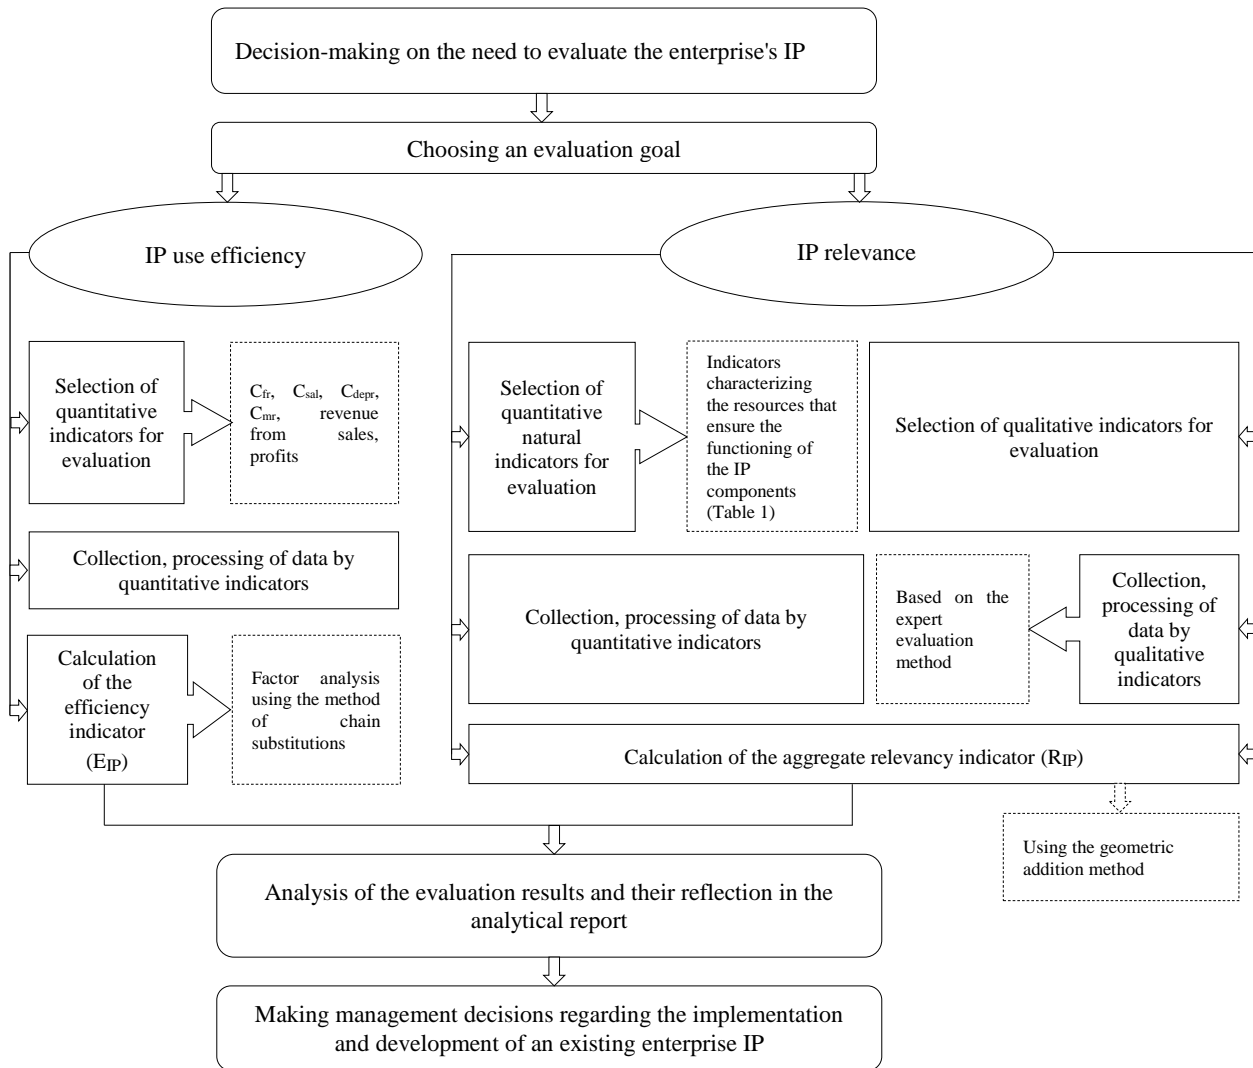 Decision-making on the need to evaluate the enterprise's IP
Choosing an evaluation goal
IP use efficiency
IP relevance
Selection of
quantitative
indicators for
evaluation
C_fr, C_sal, C_depr,
C_mr, revenue
from sales,
profits
Selection of
quantitative
natural
indicators for
evaluation
Indicators
characterizing
the resources that
ensure the
functioning of
the IP
components
(Table 1)
Selection of qualitative indicators for
evaluation
Collection, processing of data by
quantitative indicators
Collection, processing of data by
quantitative indicators
Based on the
expert
evaluation
method
Collection,
processing of
data by
qualitative
indicators
Calculation
of the
efficiency
indicator
(E_IP)
Factor analysis
using the method
of chain
substitutions
Calculation of the aggregate relevancy indicator (R_IP)
Using the geometric
addition method
Analysis of the evaluation results and their reflection in the
analytical report
Making management decisions regarding the implementation
and development of an existing enterprise IP